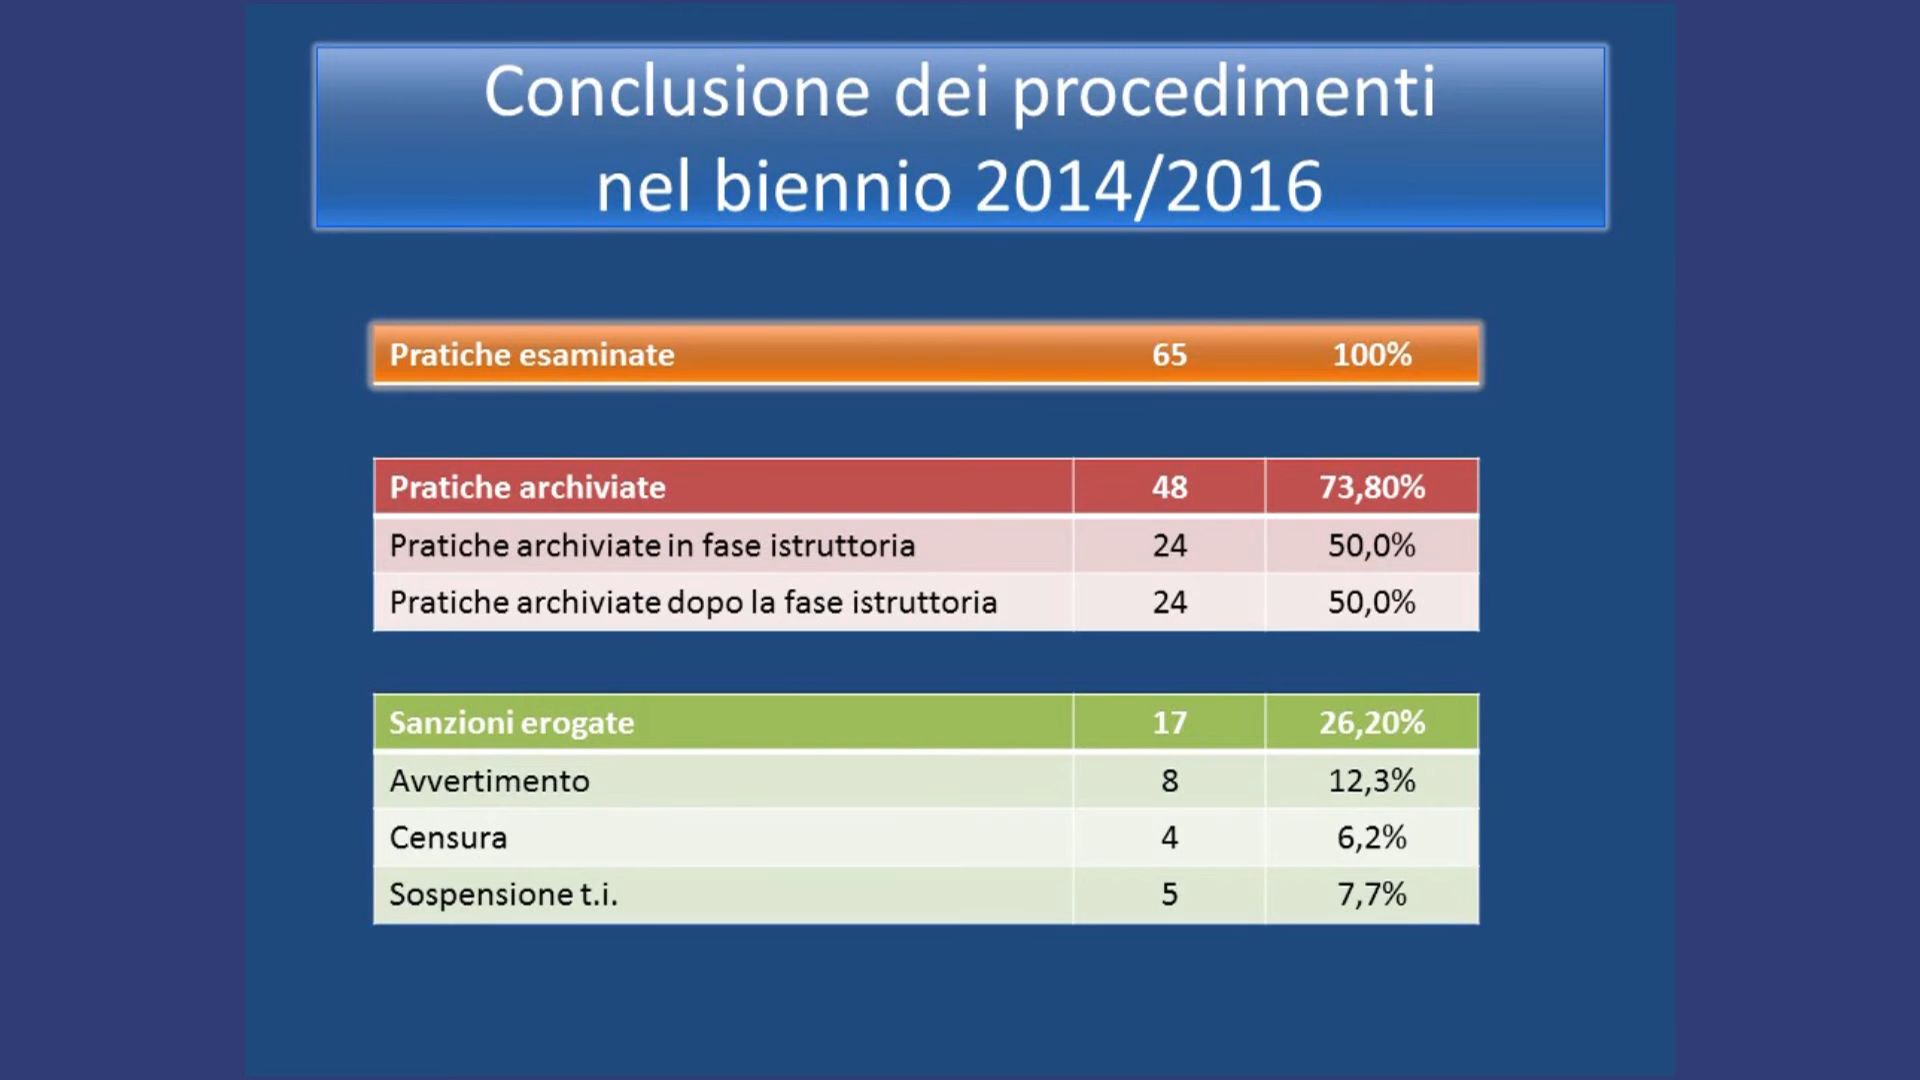 Conclusione dei procedimenti
nel biennio 2014/2016
Pratiche esaminate 65 100%
Pratiche archiviate 48 73,80%
Pratiche archiviate in fase istruttoria 24 50,0%
Pratiche archiviate dopo la fase istruttoria 24 50,0%
Sanzioni erogate 17 26,20%
Avvertimento 8 12,3%
Censura 4 6,2%
Sospensione t.i. 5 7,7%